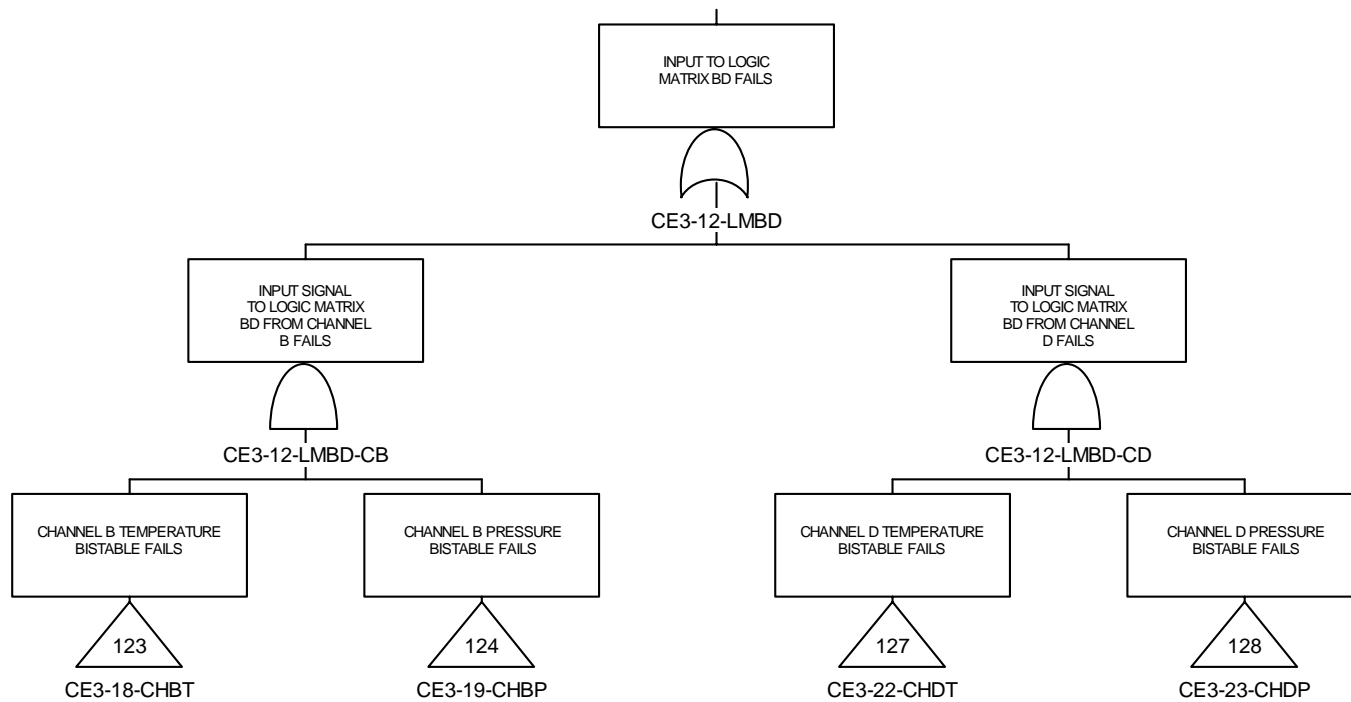 INPUT TO LOGIC
MATRIX BD FAILS
CE3-12-LMBD
INPUT SIGNAL
TO LOGIC MATRIX
BD FROM CHANNEL
B FAILS
INPUT SIGNAL
TO LOGIC MATRIX
BD FROM CHANNEL
D FAILS
CE3-12-LMBD-CB
CE3-12-LMBD-CD
CHANNEL B TEMPERATURE
BISTABLE FAILS
CHANNEL B PRESSURE
BISTABLE FAILS
CHANNEL D TEMPERATURE
BISTABLE FAILS
CHANNEL D PRESSURE
BISTABLE FAILS
123
124
127
128
CE3-18-CHBT
CE3-19-CHBP
CE3-22-CHDT
CE3-23-CHDP